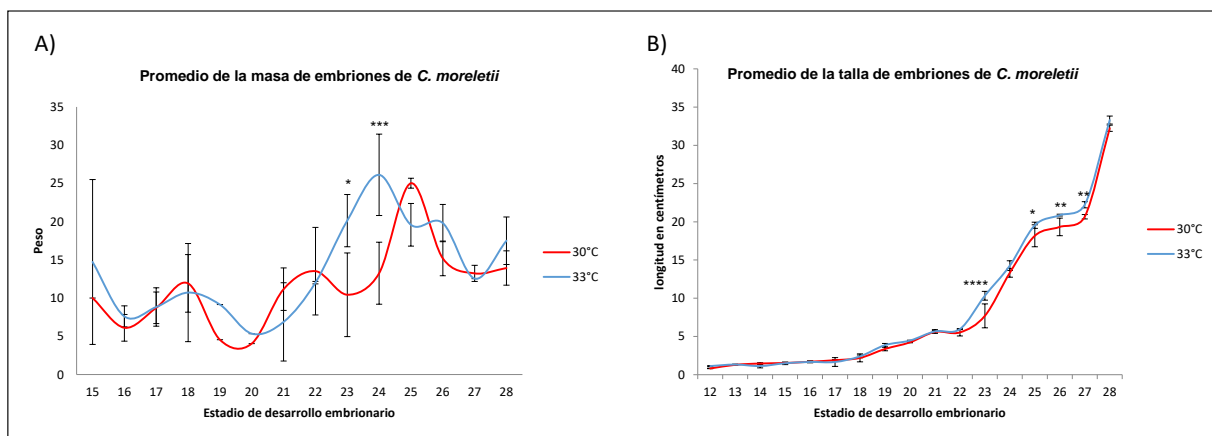 A)
Promedio de la masa de embriones de C. moreletii
35
30
25
20
15
10
5
0
Peso
*
***
15 16 17 18 19 20 21 22 23 24 25 26 27 28
Estadio de desarrollo embrionario
30°C
33°C
B)
Promedio de la talla de embriones de C. moreletii
40
35
30
25
20
15
10
5
0
longitud en centímetros
****
*
**
**
12 13 14 15 16 17 18 19 20 21 22 23 24 25 26 27 28
Estadio de desarrollo embrionario
30°C
33°C